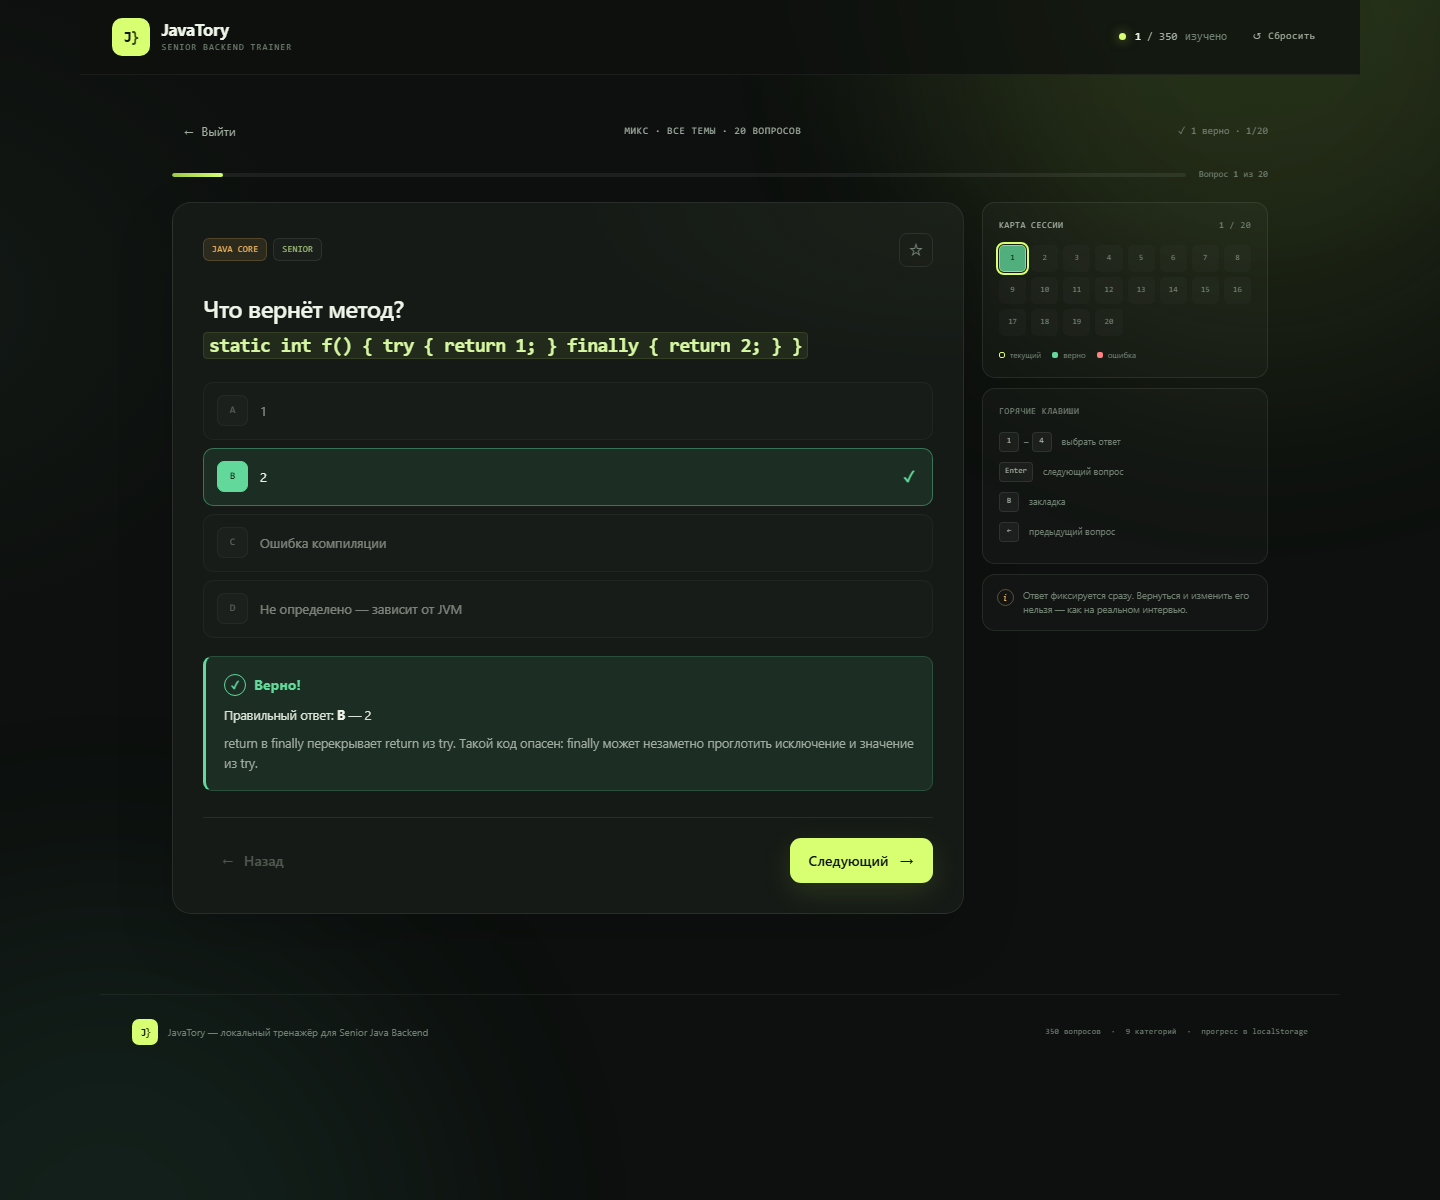 J}
JavaTory
SENIOR BACKEND TRAINER
1 / 350 изучено
↺ Сбросить
← Выйти
МИКС · ВСЕ ТЕМЫ · 20 ВОПРОСОВ
✓ 1 верно · 1/20
Вопрос 1 из 20
JAVA CORE
SENIOR
☆
Что вернёт метод?
static int f() { try { return 1; } finally { return 2; } }
A 1
B 2 ✓
C Ошибка компиляции
D Не определено — зависит от JVM
✓ Верно!
Правильный ответ: B — 2
return в finally перекрывает return из try. Такой код опасен: finally может незаметно проглотить исключение и значение
из try.
← Назад
Следующий →
КАРТА СЕССИИ 1 / 20
1 2 3 4 5 6 7 8
9 10 11 12 13 14 15 16
17 18 19 20
текущий верно ошибка
ГОРЯЧИЕ КЛАВИШИ
1 – 4 выбрать ответ
Enter следующий вопрос
B закладка
← предыдущий вопрос
i Ответ фиксируется сразу. Вернуться и изменить его
нельзя — как на реальном интервью.
J} JavaTory — локальный тренажёр для Senior Java Backend
350 вопросов · 9 категорий · прогресс в localStorage